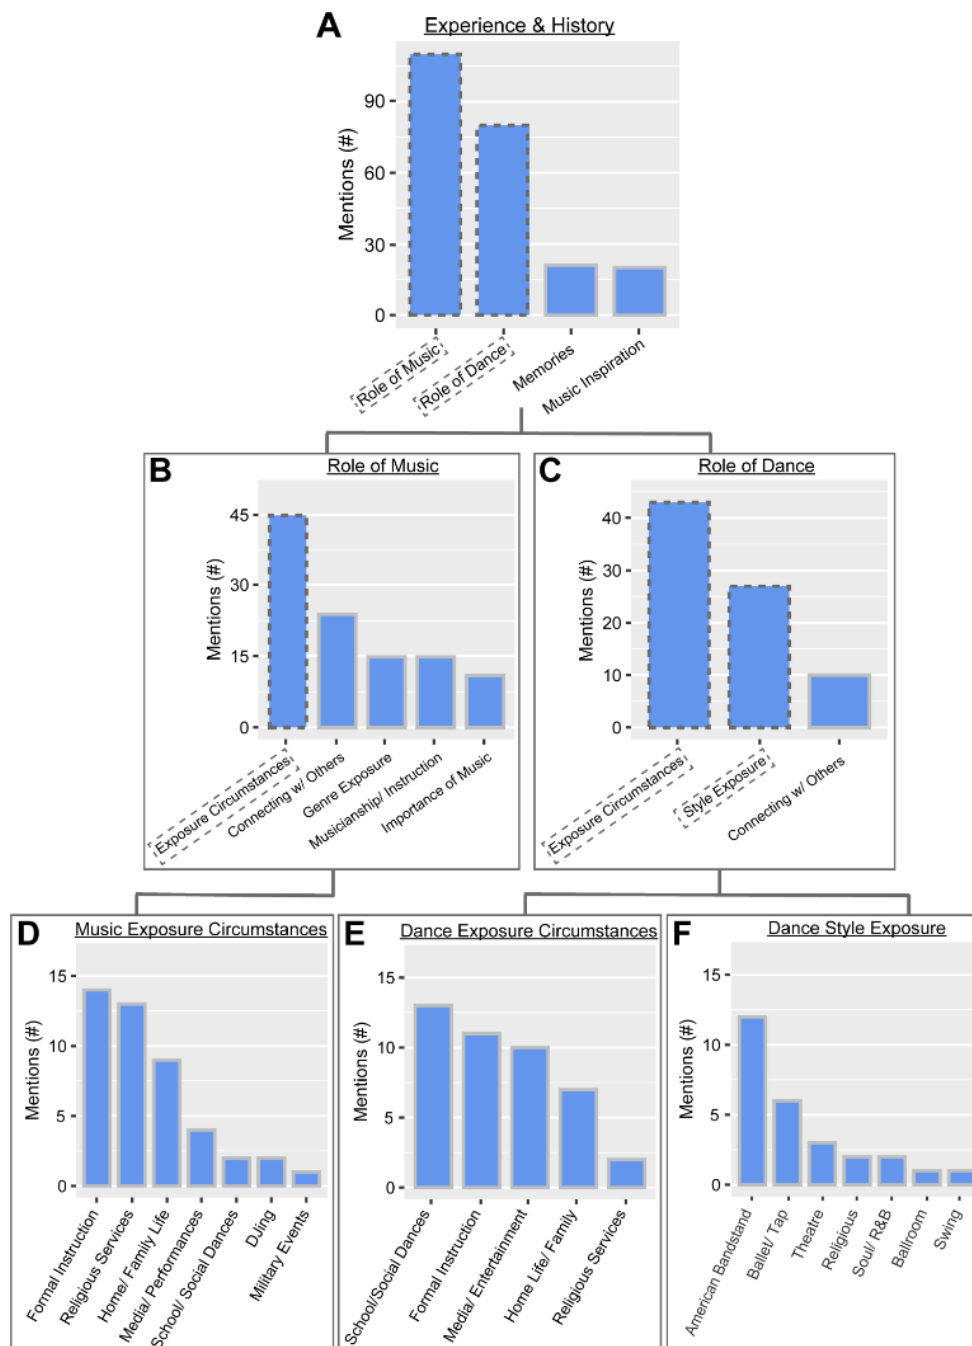 A
Experience & History
Mentions (#)
90
60
30
0
Role of Music
Role of Dance
Memories
Music Inspiration
B
Role of Music
Mentions (#)
45
30
15
0
Exposure Circumstances
Connecting w/ Others
Genre Exposure
Musicianship/ Instruction
Importance of Music
C
Role of Dance
Mentions (#)
40
30
20
10
0
Exposure Circumstances
Style Exposure
Connecting w/ Others
D
Music Exposure Circumstances
Mentions (#)
15
10
5
0
Formal Instruction
Religious Services
Home/ Family Life
Media/ Performances
School/ Social Dances
DJing
Military Events
E
Dance Exposure Circumstances
Mentions (#)
15
10
5
0
School/Social Dances
Formal Instruction
Media/ Entertainment
Home Life/ Family
Religious Services
F
Dance Style Exposure
Mentions (#)
15
10
5
0
American Bandstand
Ballet/ Tap
Theatre
Religious
Soul/ R&B
Ballroom
Swing